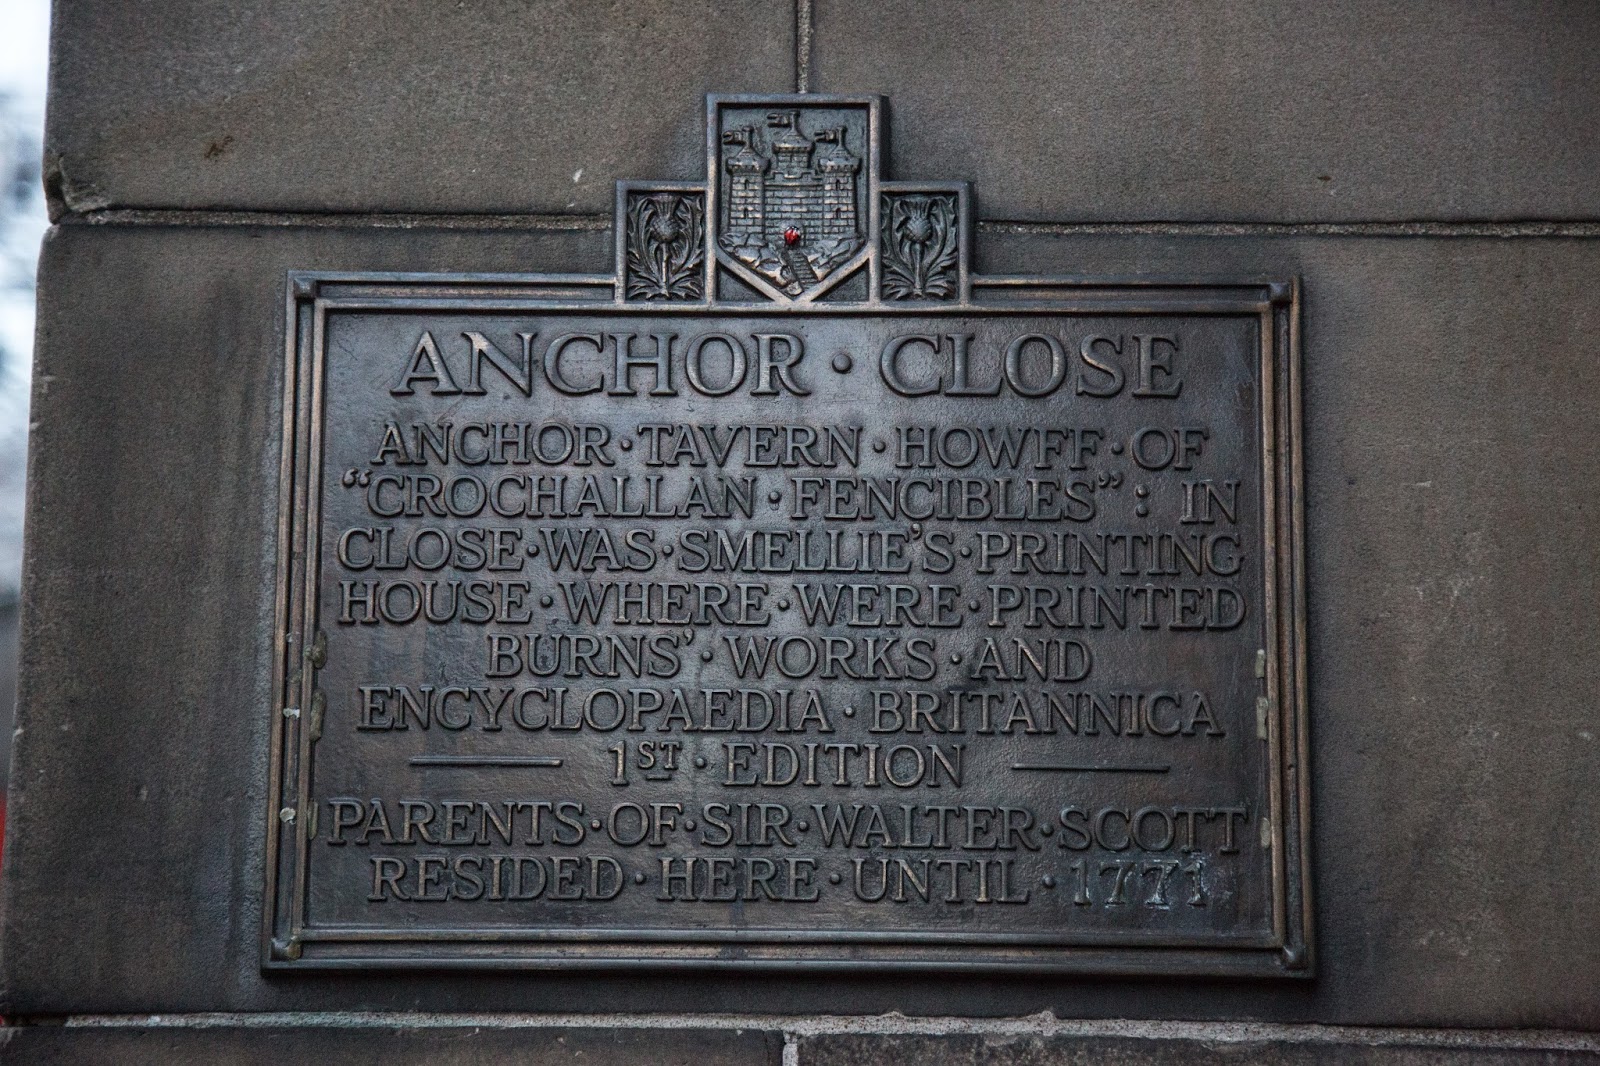 ANCHOR · CLOSE
ANCHOR · TAVERN · HOWFF · OF
“CROCHALLAN · FENCIBLES” : IN
CLOSE · WAS · SMELLIE'S · PRINTING
HOUSE · WHERE · WERE · PRINTED
BURNS' · WORKS · AND
ENCYCLOPAEDIA · BRITANNICA
1ST · EDITION
PARENTS · OF · SIR · WALTER · SCOTT
RESIDED · HERE · UNTIL · 1771